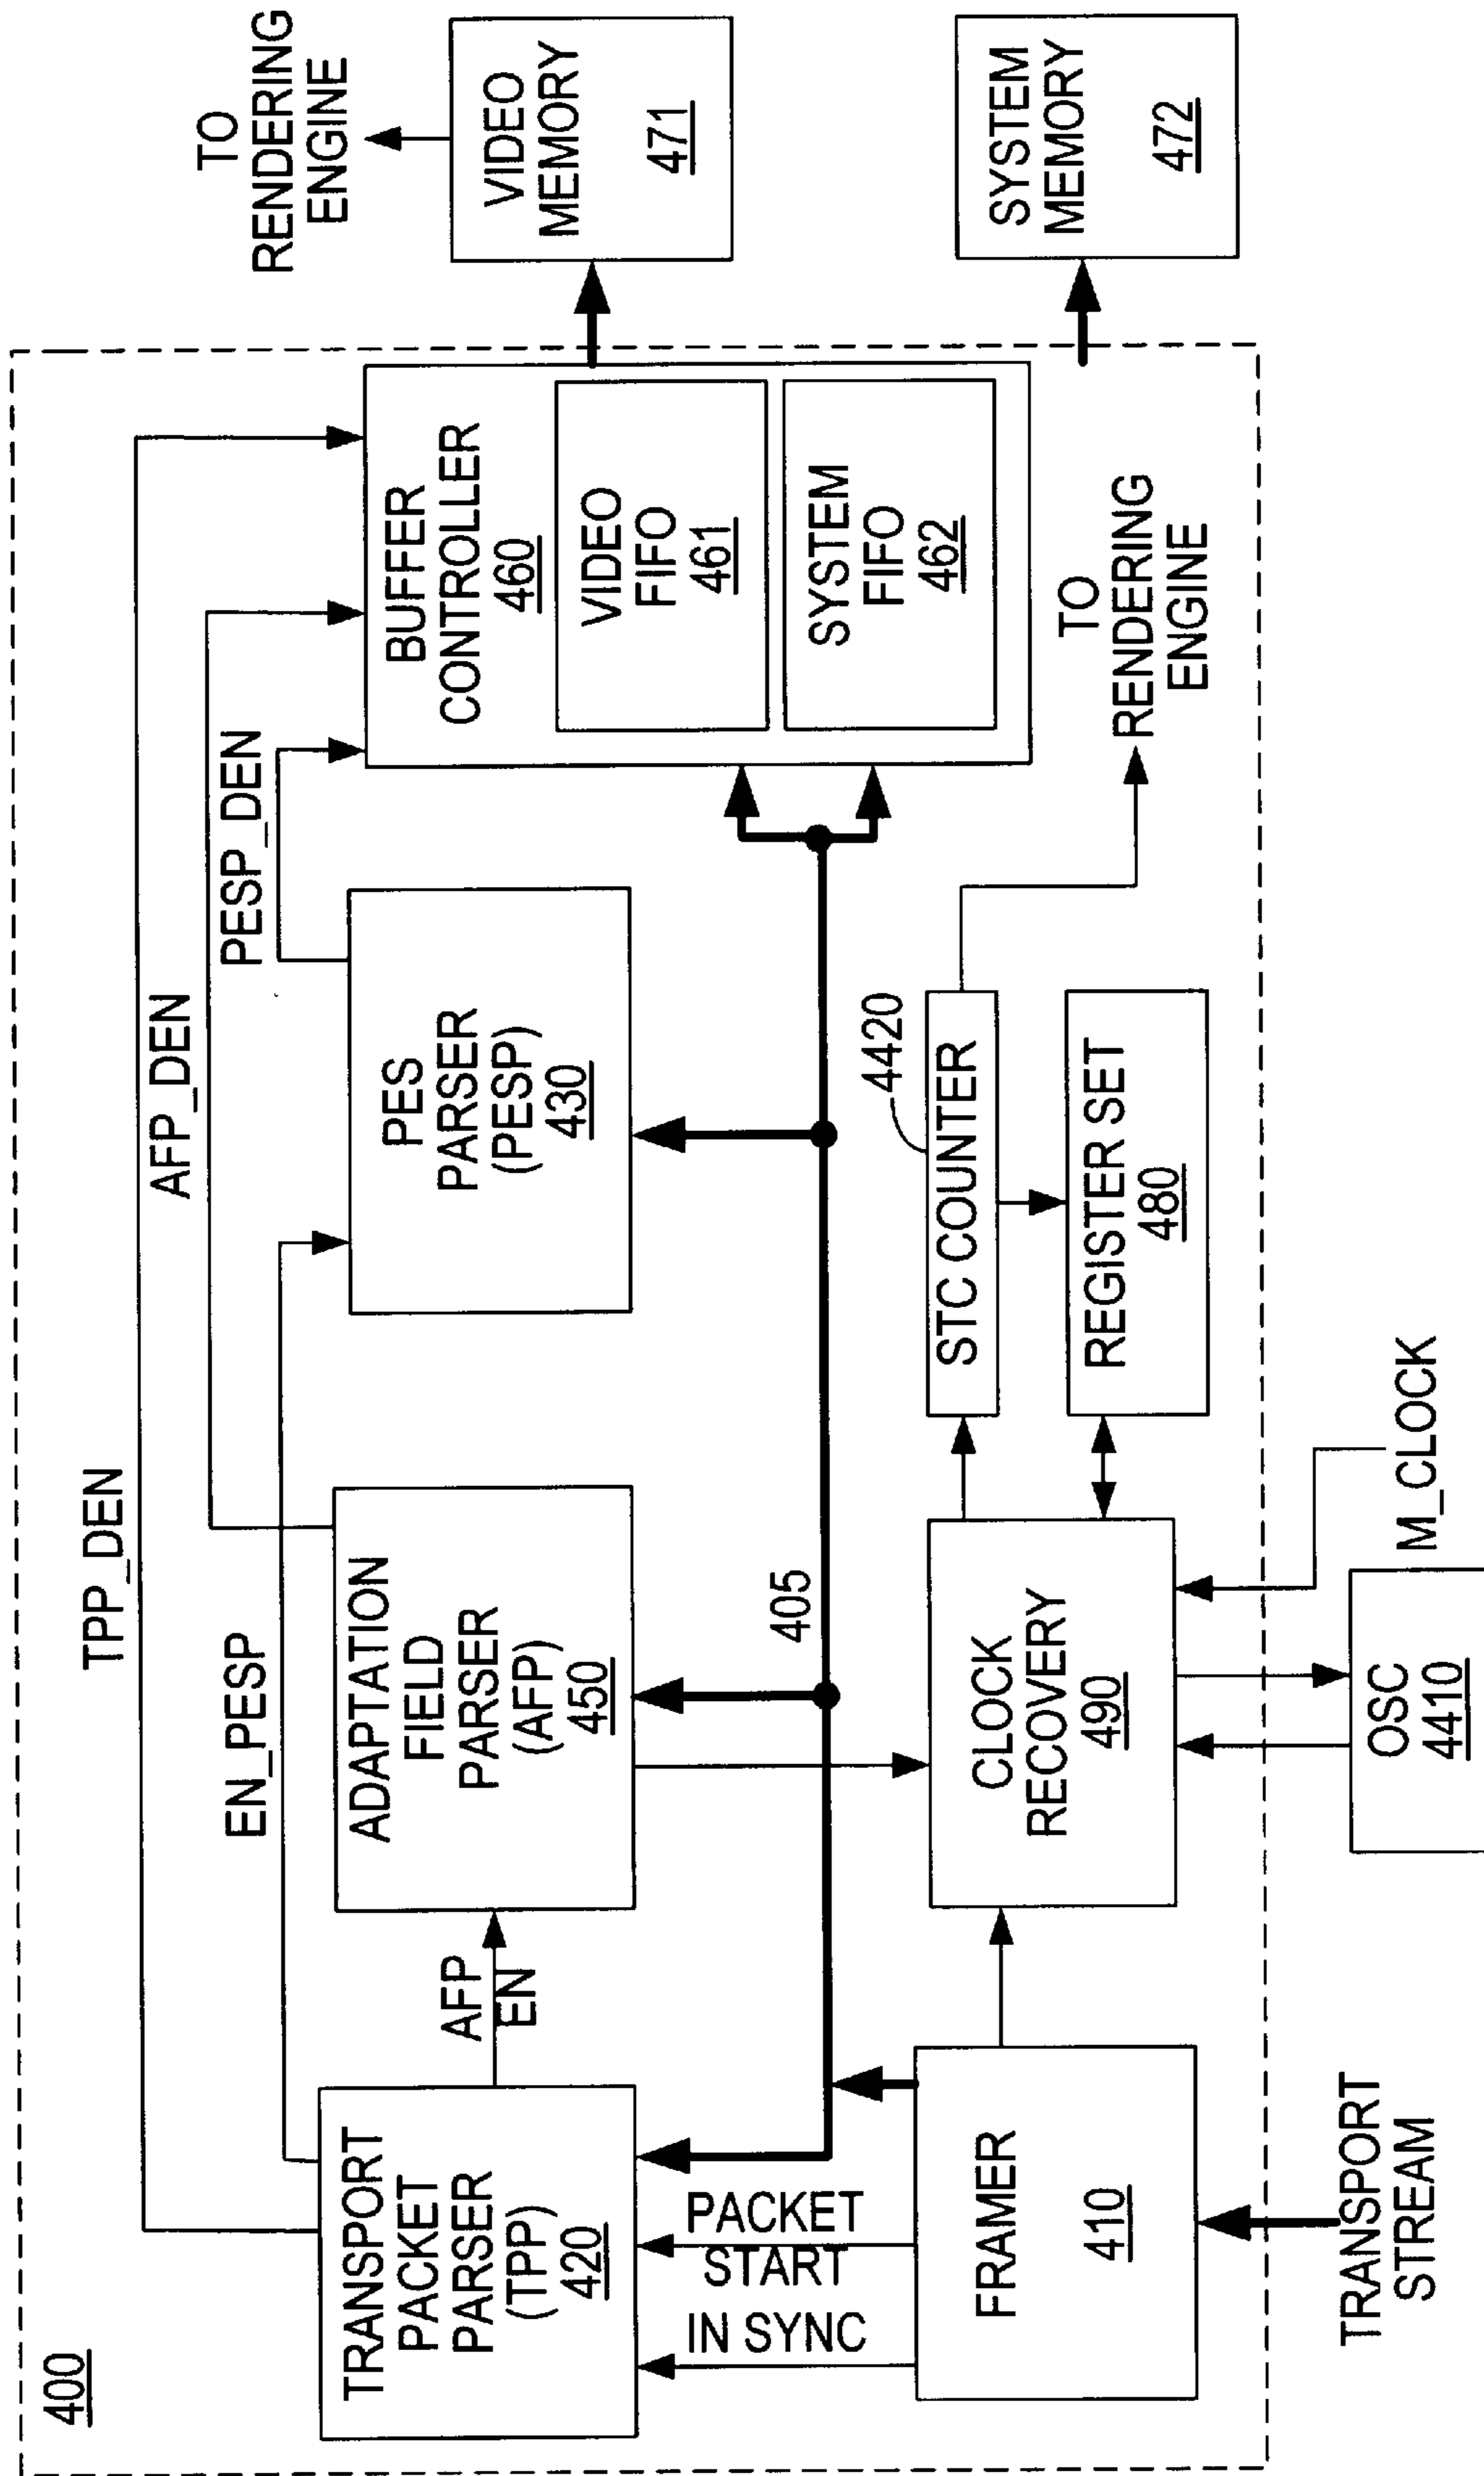 400
TPP_DEN
AFP_DEN
EN_PESP
PESP_DEN
TRANSPORT
PACKET
PARSER
(TPP)
420
AFP
EN
ADAPTATION
FIELD
PARSER
(AFP)
450
PES
PARSER
(PESP)
430
BUFFER
CONTROLLER
460
VIDEO
FIFO
461
SYSTEM
FIFO
462
TO
RENDERING
ENGINE
VIDEO
MEMORY
471
SYSTEM
MEMORY
472
PACKET
START
IN SYNC
405
FRAMER
410
CLOCK
RECOVERY
490
4420
STC COUNTER
REGISTER SET
480
TO
RENDERING
ENGINE
TRANSPORT
STREAM
OSC
4410
M_CLOCK